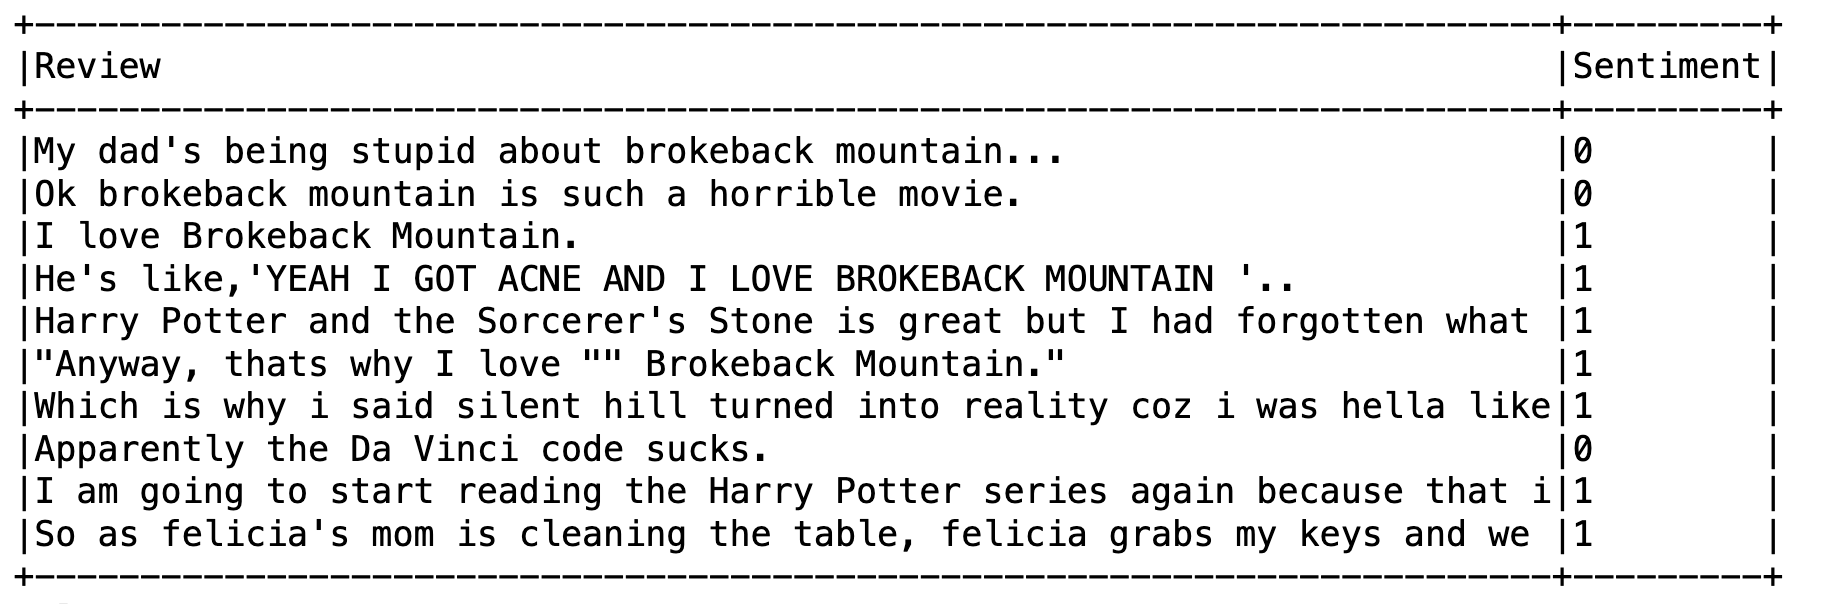 +------------------------------------------------------------------------+---------+
|Review                                                                  |Sentiment|
+------------------------------------------------------------------------+---------+
|My dad's being stupid about brokeback mountain...                       |0        |
|Ok brokeback mountain is such a horrible movie.                         |0        |
|I love Brokeback Mountain.                                              |1        |
|He's like,'YEAH I GOT ACNE AND I LOVE BROKEBACK MOUNTAIN '..            |1        |
|Harry Potter and the Sorcerer's Stone is great but I had forgotten what |1        |
|"Anyway, thats why I love "" Brokeback Mountain."                       |1        |
|Which is why i said silent hill turned into reality coz i was hella like|1        |
|Apparently the Da Vinci code sucks.                                     |0        |
|I am going to start reading the Harry Potter series again because that i|1        |
|So as felicia's mom is cleaning the table, felicia grabs my keys and we |1        |
+------------------------------------------------------------------------+---------+